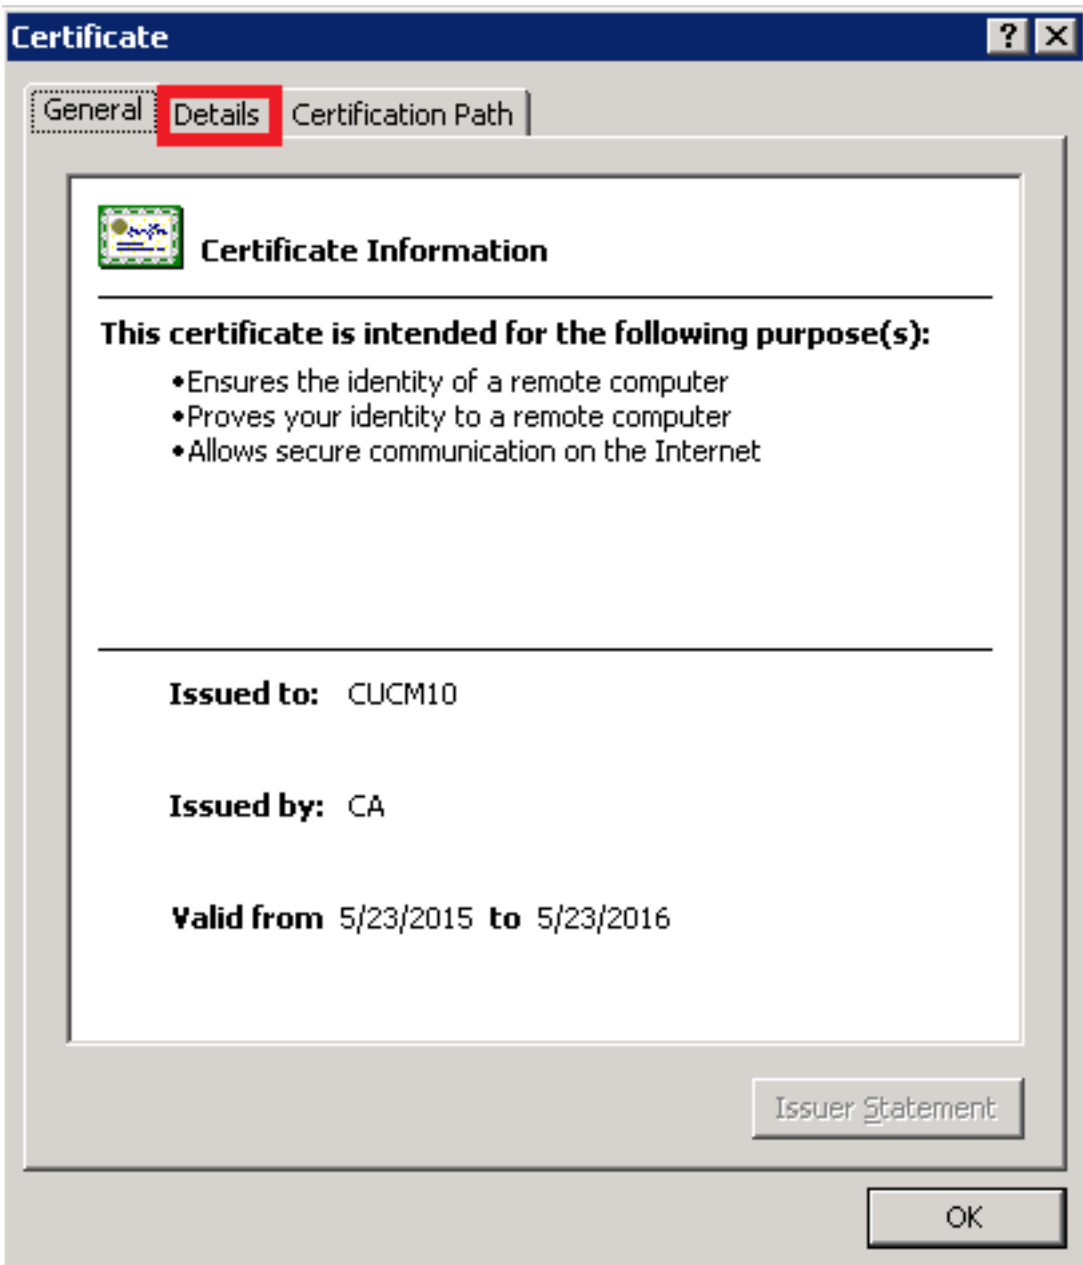 Certificate
General Details Certification Path
Certificate Information
This certificate is intended for the following purpose(s):
•Ensures the identity of a remote computer
•Proves your identity to a remote computer
•Allows secure communication on the Internet
Issued to: CUCM10
Issued by: CA
Valid from 5/23/2015 to 5/23/2016
Issuer Statement
OK